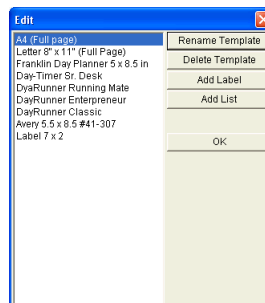 Edit
A4 (Full page)
Letter 8" x 11" (Full Page)
Franklin Day Planner 5 x 8.5 in
Day-Timer Sr. Desk
DyaRunner Running Mate
DayRunner Enterpreneur
DayRunner Classic
Avery 5.5 x 8.5 #41-307
Label 7 x 2
Rename Template
Delete Template
Add Label
Add List
OK